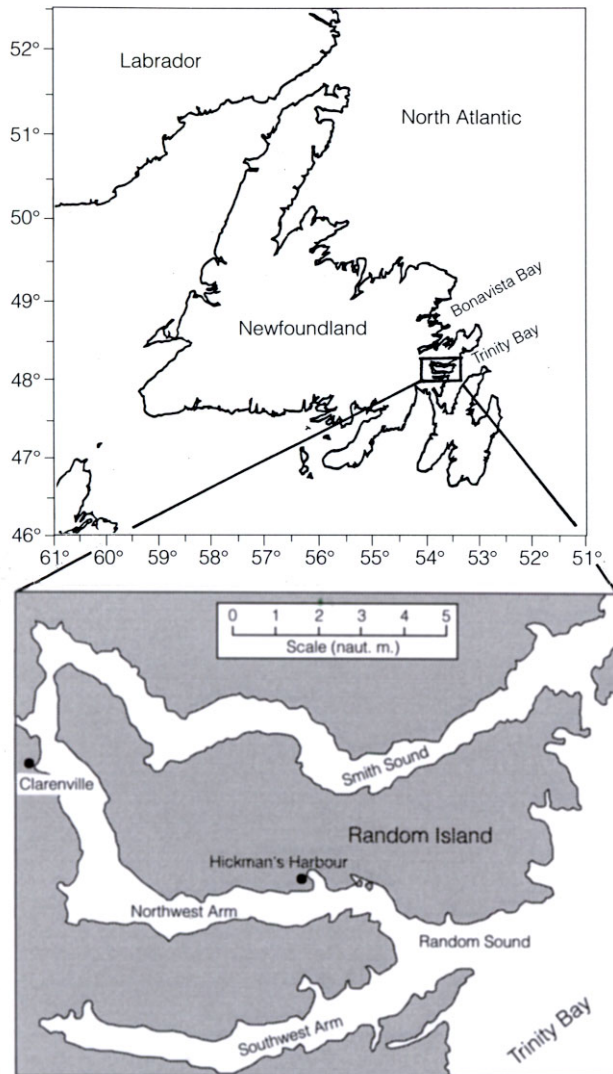 52°
Labrador
51°
North Atlantic
50°
49°
Bonavista Bay
Newfoundland
Trinity Bay
48°
47°
46°
61° 60° 59° 58° 57° 56° 55° 54° 53° 52° 51°
0 1 2 3 4 5
Scale (naut. m.)
Smith Sound
Clarenville
Random Island
Hickman's Harbour
Northwest Arm
Random Sound
Southwest Arm
Trinity Bay